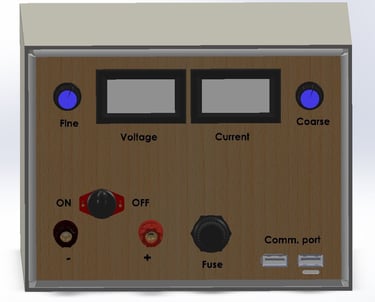 Fine
Coarse
Voltage
Current
ON
OFF
-
+
Fuse
Comm. port